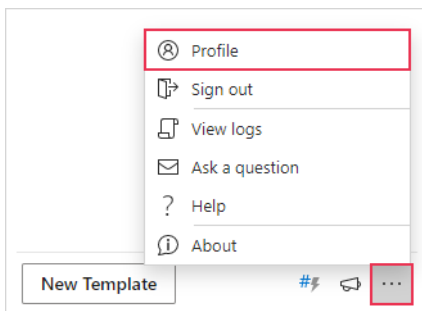 Profile
Sign out
View logs
Ask a question
? Help
About
New Template # ...